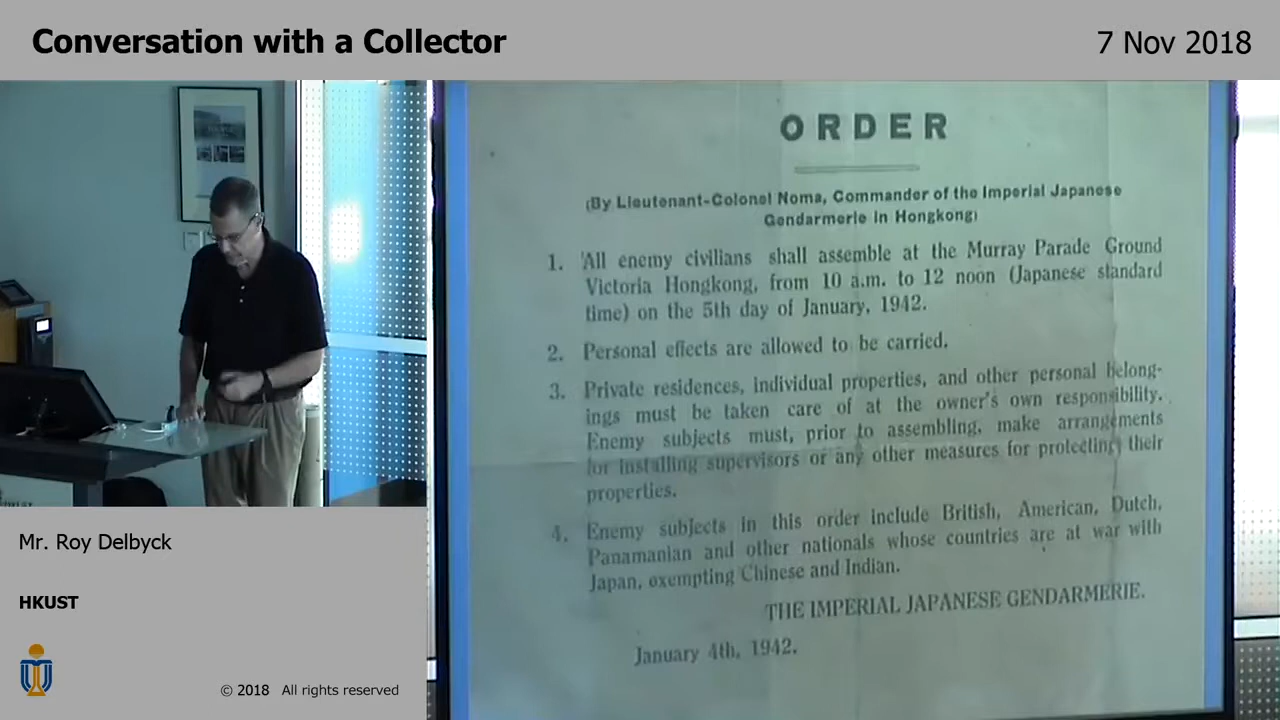 Conversation with a Collector
7 Nov 2018
ORDER
(By Lieutenant-Colonel Noma, Commander of the Imperial Japanese
Gendarmerie in Hongkong)
1. All enemy civilians shall assemble at the Murray Parade Ground
Victoria Hongkong, from 10 a.m. to 12 noon (Japanese standard
time) on the 5th day of January, 1942.
2. Personal effects are allowed to be carried.
3. Private residences, individual properties, and other personal belong-
ings must be taken care of at the owner's own responsibility.
Enemy subjects must, prior to assembling, make arrangements
for installing supervisors or any other measures for protecting their
properties.
4. Enemy subjects in this order include British, American, Dutch,
Panamanian and other nationals whose countries are at war with
Japan, exempting Chinese and Indian.
THE IMPERIAL JAPANESE GENDARMERIE.
January 4th, 1942.
Mr. Roy Delbyck
HKUST
© 2018 All rights reserved